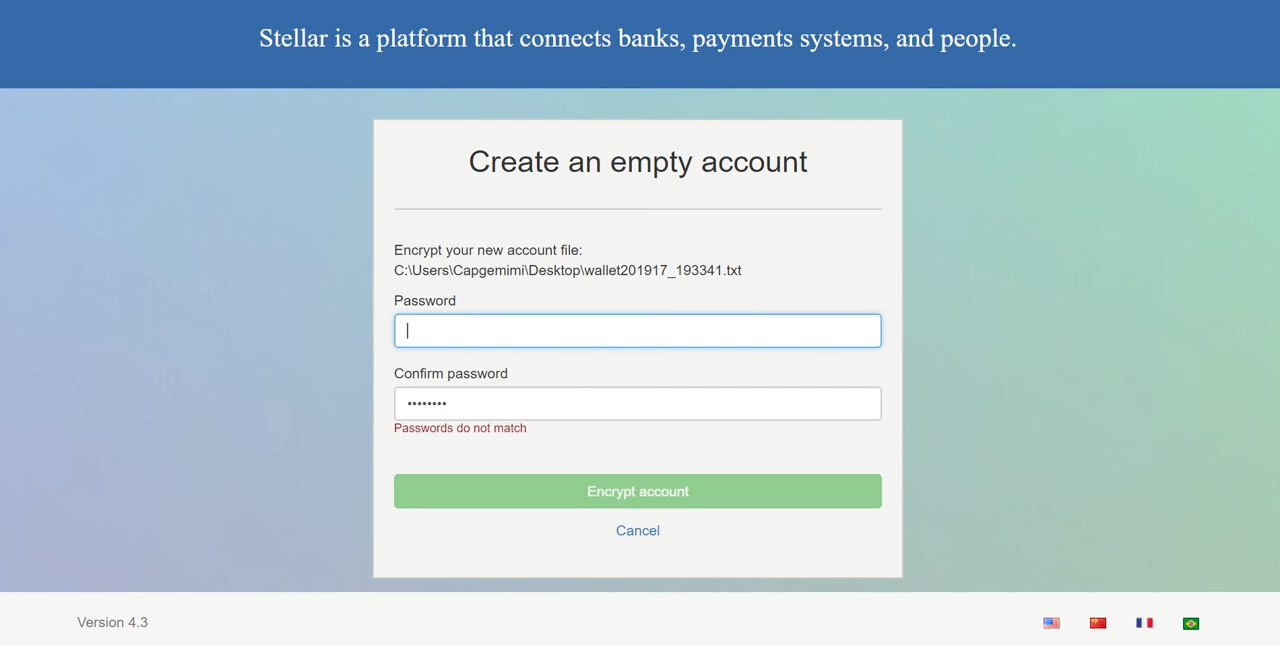 Stellar is a platform that connects banks, payments systems, and people.
Create an empty account
Encrypt your new account file:
C:\Users\Capgemimi\Desktop\wallet201917_193341.txt
Password
Confirm password
••••••••
Passwords do not match
Encrypt account
Cancel
Version 4.3